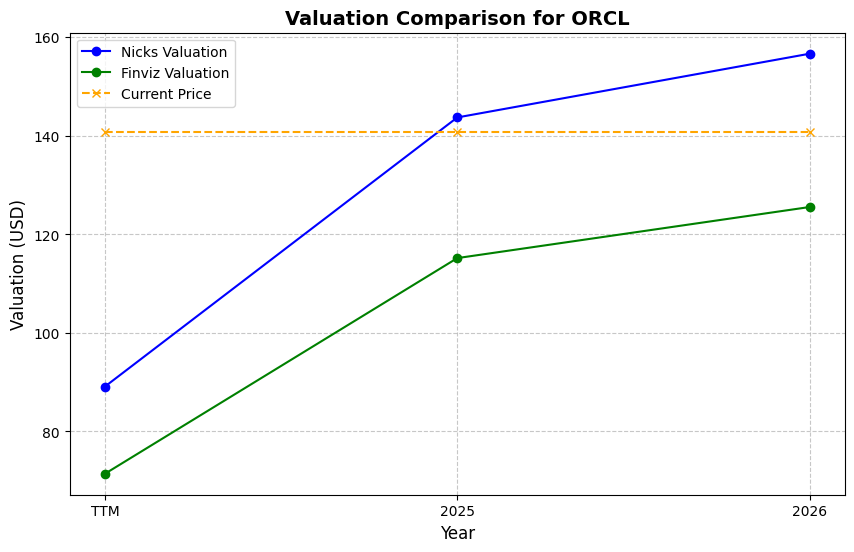 Valuation Comparison for ORCL
Nicks Valuation
Finviz Valuation
Current Price
Valuation (USD)
160
140
120
100
80
TTM
2025
2026
Year